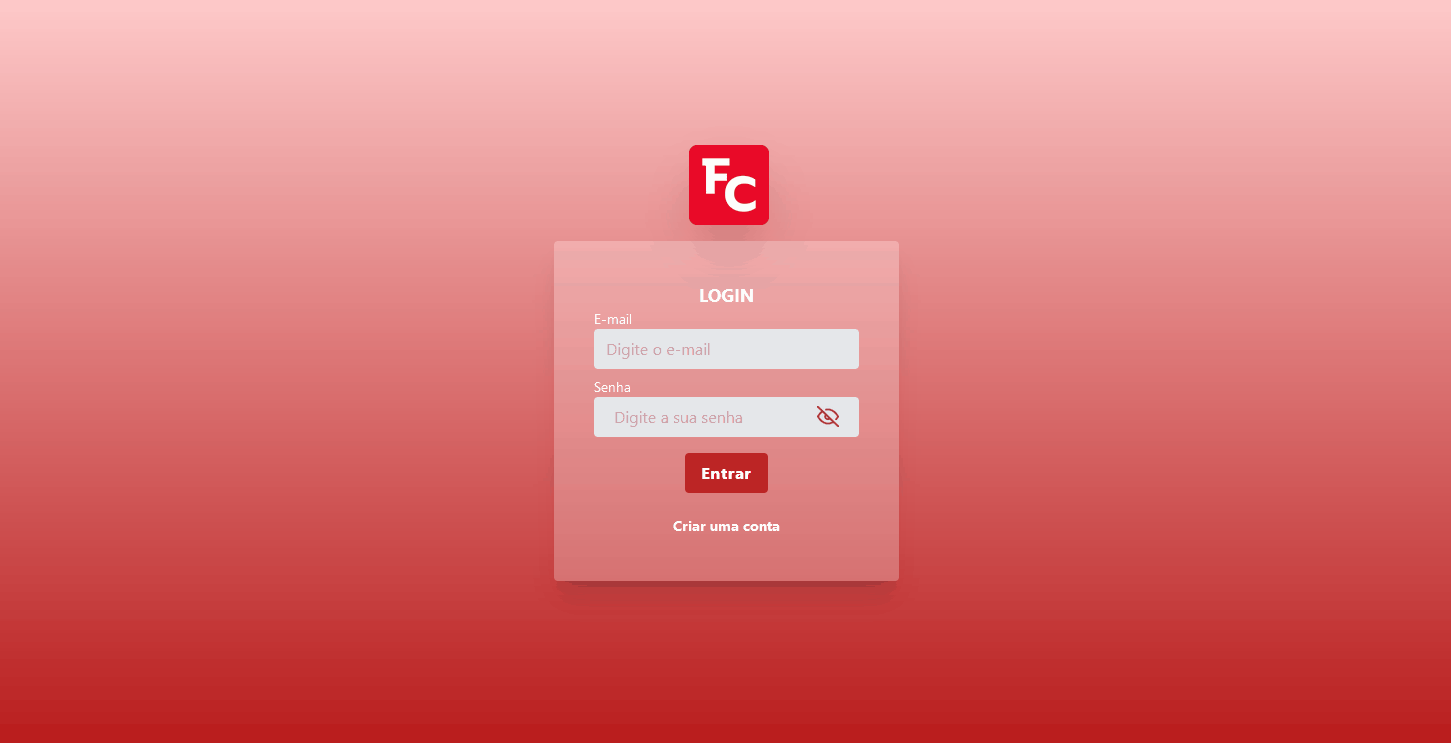 FC
LOGIN
E-mail
Digite o e-mail
Senha
Digite a sua senha
Entrar
Criar uma conta